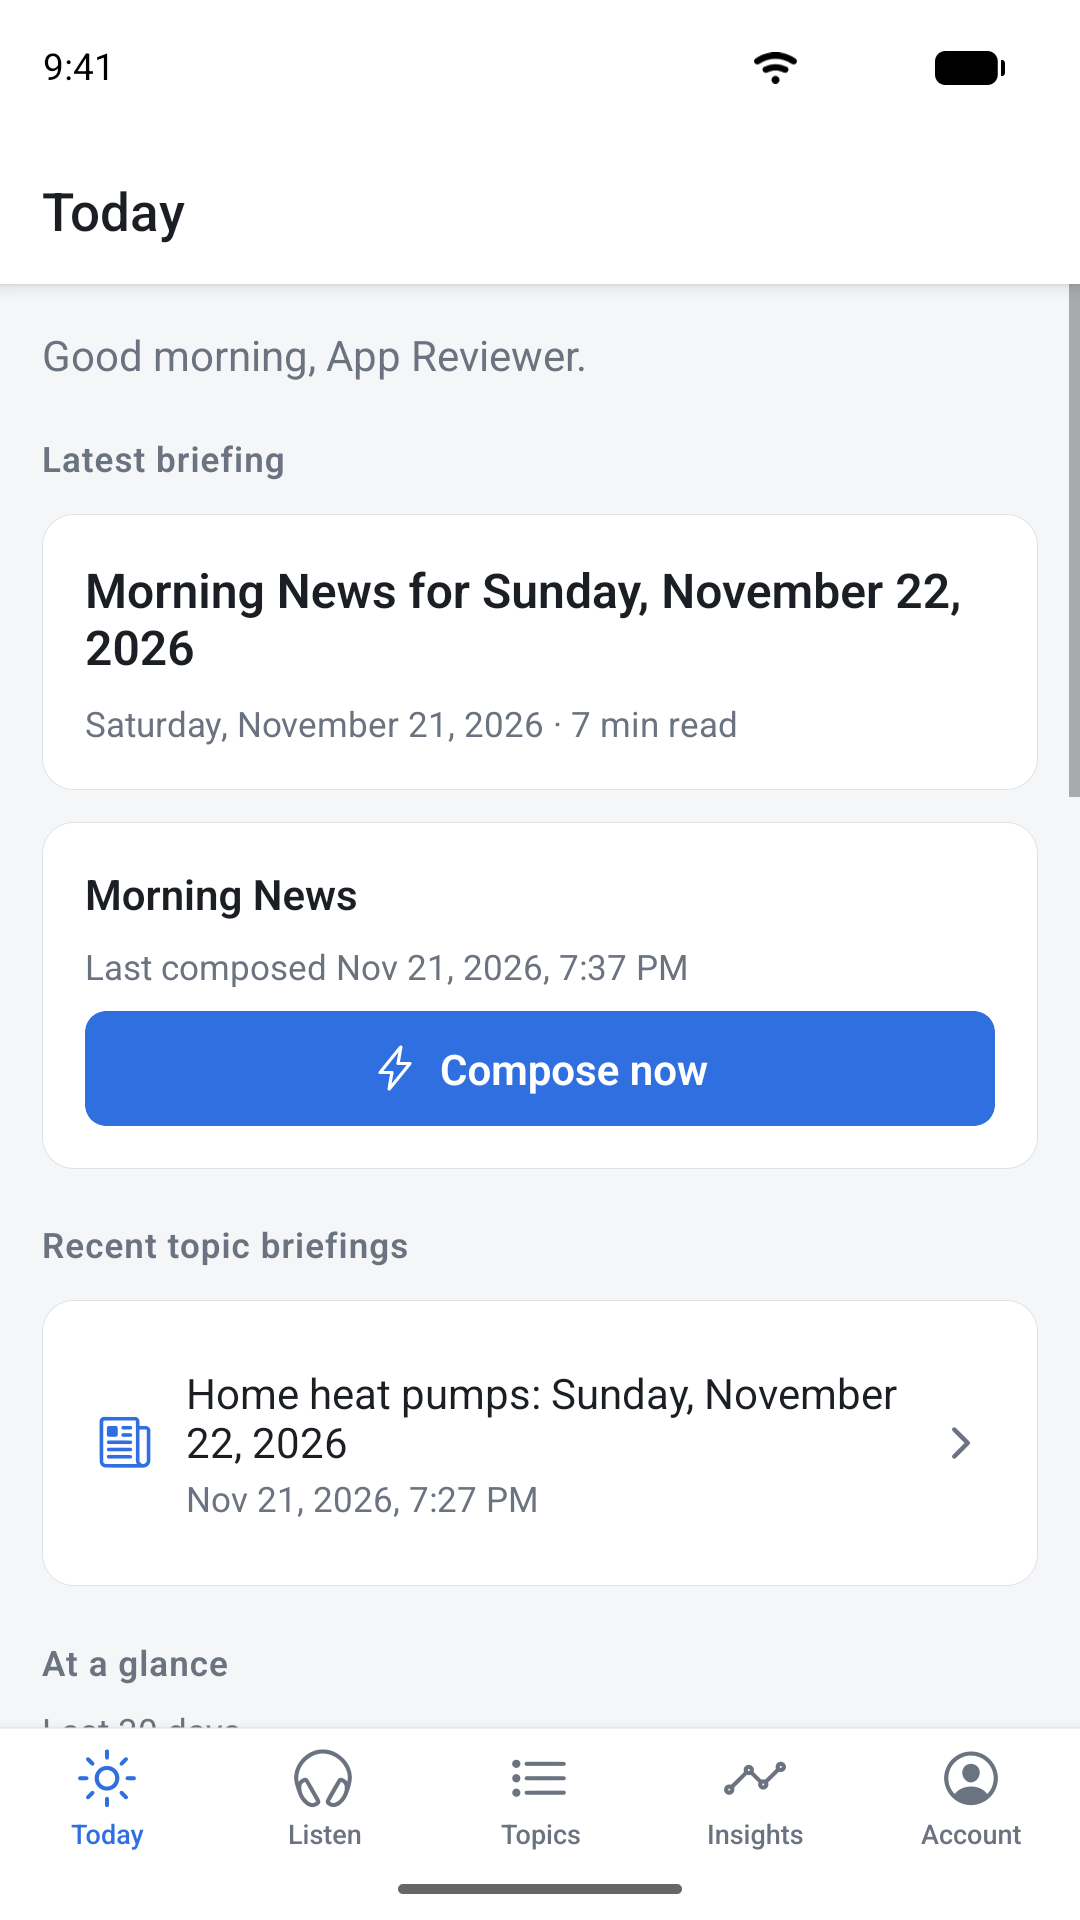 9:41
Today
Good morning, App Reviewer.
Latest briefing
Morning News for Sunday, November 22,
2026
Saturday, November 21, 2026 · 7 min read
Morning News
Last composed Nov 21, 2026, 7:37 PM
Compose now
Recent topic briefings
Home heat pumps: Sunday, November
22, 2026
Nov 21, 2026, 7:27 PM
At a glance
Last 30 days
Today
Listen
Topics
Insights
Account